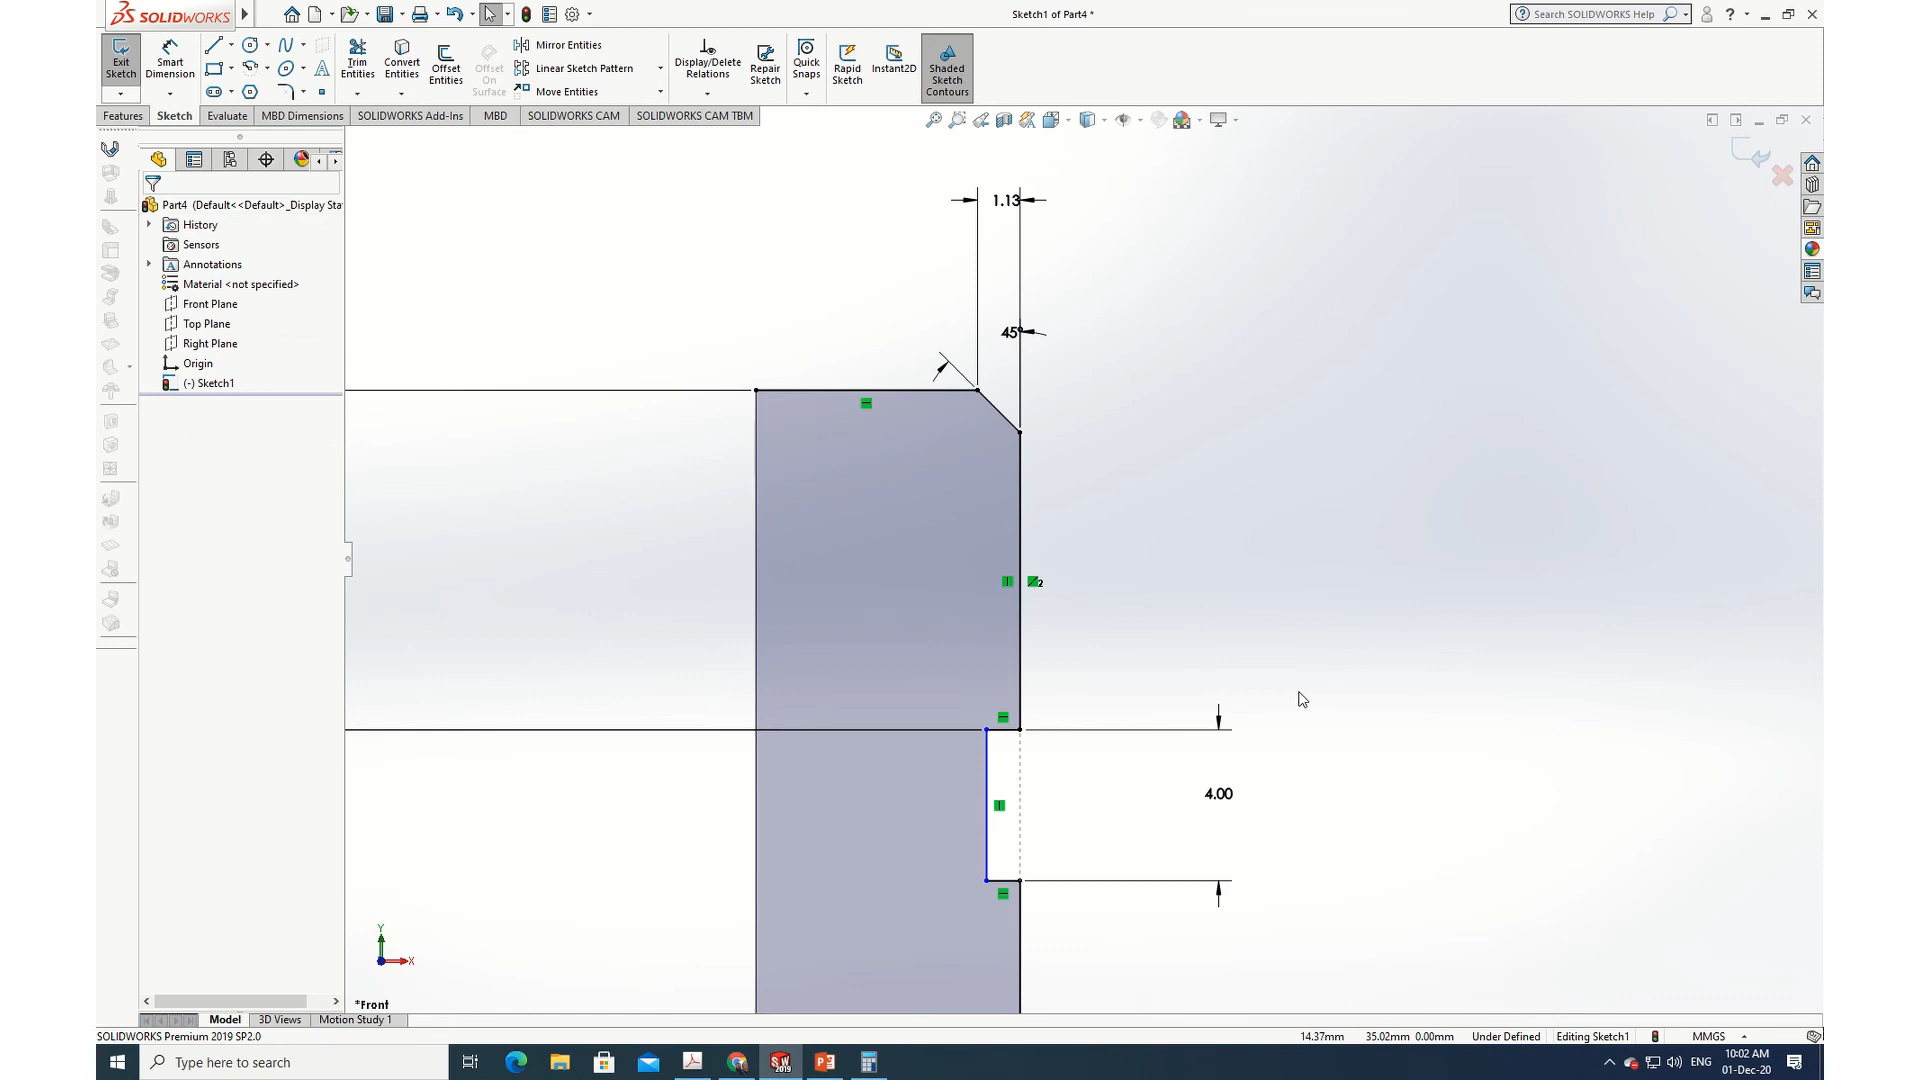 SOLIDWORKS
Sketch1 of Part4 *
Search SOLIDWORKS Help
?
Exit Sketch
Smart Dimension
Trim Entities
Convert Entities
Offset Entities
Offset On Surface
Mirror Entities
Linear Sketch Pattern
Move Entities
Display/Delete Relations
Repair Sketch
Quick Snaps
Rapid Sketch
Instant2D
Shaded Sketch Contours
Features
Sketch
Evaluate
MBD Dimensions
SOLIDWORKS Add-Ins
MBD
SOLIDWORKS CAM
SOLIDWORKS CAM TBM
Part4 (Default<<Default>_Display Sta
History
Sensors
Annotations
Material <not specified>
Front Plane
Top Plane
Right Plane
Origin
(-) Sketch1
1.13
45°
2
4.00
Y
X
*Front
Model
3D Views
Motion Study 1
SOLIDWORKS Premium 2019 SP2.0
14.37mm
35.02mm 0.00mm
Under Defined
Editing Sketch1
MMGS
Type here to search
SW 2019
ENG
10:02 AM
01-Dec-20